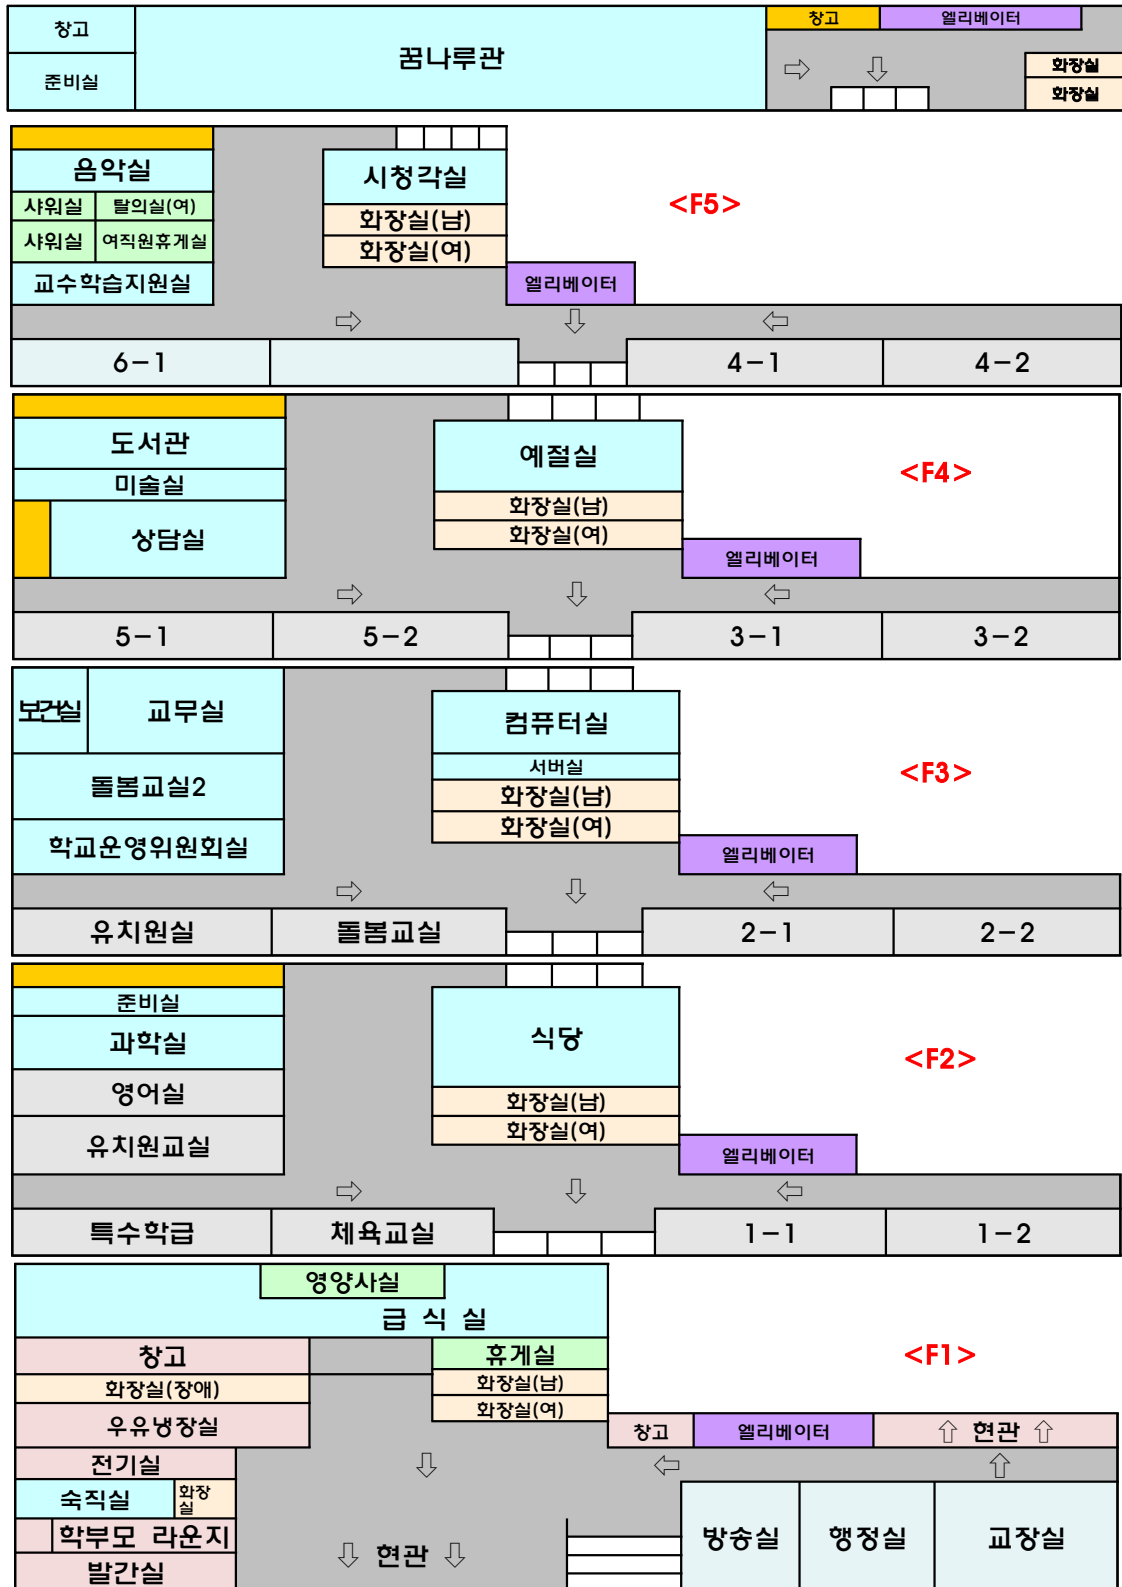 창고
준비실
꿈나루관
창고
엘리베이터
화장실
화장실
음악실
샤워실
탈의실(여)
샤워실
여직원휴게실
교수학습지원실
시청각실
화장실(남)
화장실(여)
<F5>
엘리베이터
6-1
4-1
4-2
도서관
미술실
상담실
예절실
화장실(남)
화장실(여)
<F4>
엘리베이터
5-1
5-2
3-1
3-2
보건실
교무실
돌봄교실2
학교운영위원회실
컴퓨터실
서버실
화장실(남)
화장실(여)
<F3>
엘리베이터
유치원실
돌봄교실
2-1
2-2
준비실
과학실
영어실
유치원교실
식당
화장실(남)
화장실(여)
<F2>
엘리베이터
특수학급
체육교실
1-1
1-2
영양사실
급 식 실
창고
화장실(장애)
우유냉장실
휴게실
화장실(남)
화장실(여)
<F1>
창고
엘리베이터
현관
전기실
숙직실
화장
실
학부모 라운지
발간실
현관
방송실
행정실
교장실